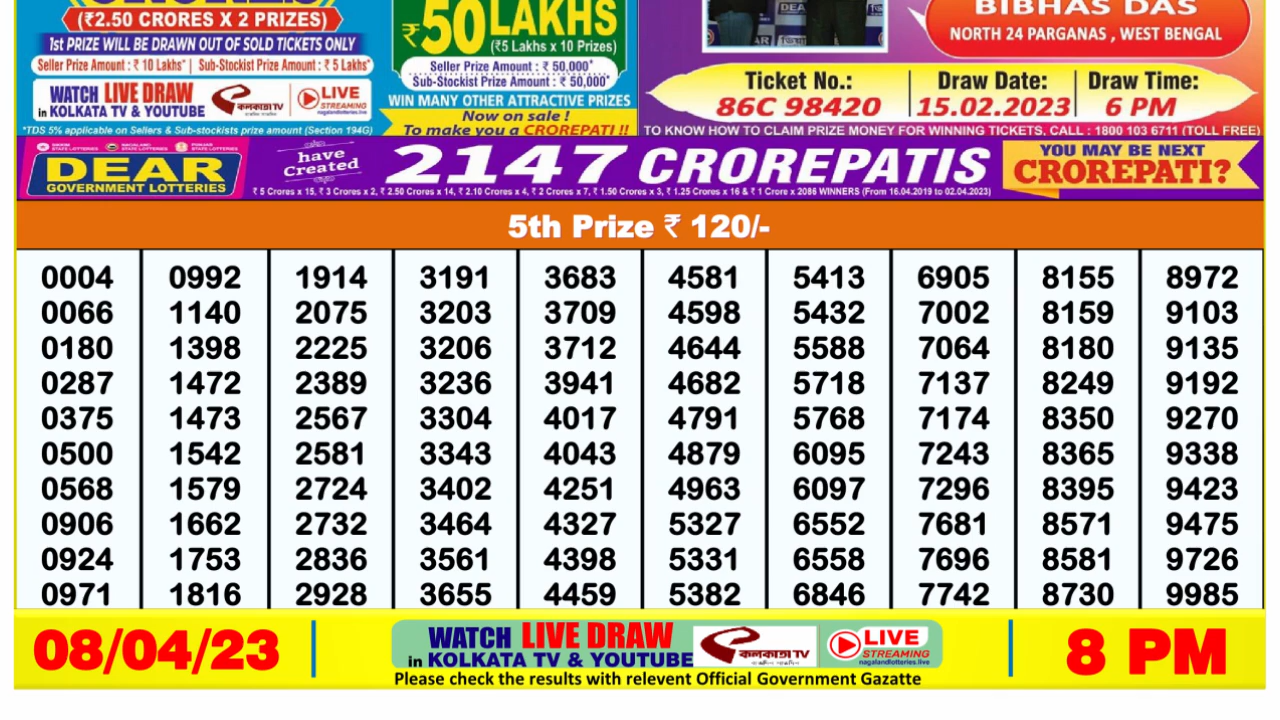 (₹2.50 CRORES X 2 PRIZES)
1st PRIZE WILL BE DRAWN OUT OF SOLD TICKETS ONLY
Seller Prize Amount : ₹ 10 Lakhs* | Sub-Stockist Prize Amount : ₹ 5 Lakhs*
WATCH LIVE DRAW
in KOLKATA TV & YOUTUBE
কলকাতা TV
LIVE
STREAMING
nagalandlotteries.live
*TDS 5% applicable on Sellers & Sub-stockists prize amount (Section 194G)
₹50 LAKHS
(₹5 Lakhs x 10 Prizes)
Seller Prize Amount : ₹ 50,000*
Sub-Stockist Prize Amount : ₹ 50,000*
WIN MANY OTHER ATTRACTIVE PRIZES
Now on sale !
To make you a CROREPATI !!
BIBHAS DAS
NORTH 24 PARGANAS , WEST BENGAL
Ticket No.: Draw Date: Draw Time:
86C 98420 15.02.2023 6 PM
TO KNOW HOW TO CLAIM PRIZE MONEY FOR WINNING TICKETS, CALL : 1800 103 6711 (TOLL FREE)
DEAR
GOVERNMENT LOTTERIES
have
Created
2147 CROREPATIS
₹ 5 Crores x 15, ₹ 3 Crores x 2, ₹ 2.50 Crores x 14, ₹ 2.10 Crores x 4, ₹ 2 Crores x 7, ₹ 1.50 Crores x 3, ₹ 1.25 Crores x 16 & ₹ 1 Crore x 2086 WINNERS (From 16.04.2019 to 02.04.2023)
YOU MAY BE NEXT
CROREPATI?
5th Prize ₹ 120/-
0004 0992 1914 3191 3683 4581 5413 6905 8155 8972
0066 1140 2075 3203 3709 4598 5432 7002 8159 9103
0180 1398 2225 3206 3712 4644 5588 7064 8180 9135
0287 1472 2389 3236 3941 4682 5718 7137 8249 9192
0375 1473 2567 3304 4017 4791 5768 7174 8350 9270
0500 1542 2581 3343 4043 4879 6095 7243 8365 9338
0568 1579 2724 3402 4251 4963 6097 7296 8395 9423
0906 1662 2732 3464 4327 5327 6552 7681 8571 9475
0924 1753 2836 3561 4398 5331 6558 7696 8581 9726
0971 1816 2928 3655 4459 5382 6846 7742 8730 9985
08/04/23
WATCH LIVE DRAW
in KOLKATA TV & YOUTUBE
কলকাতা TV
LIVE
STREAMING
nagalandlotteries.live
Please check the results with relevent Official Government Gazatte
8 PM